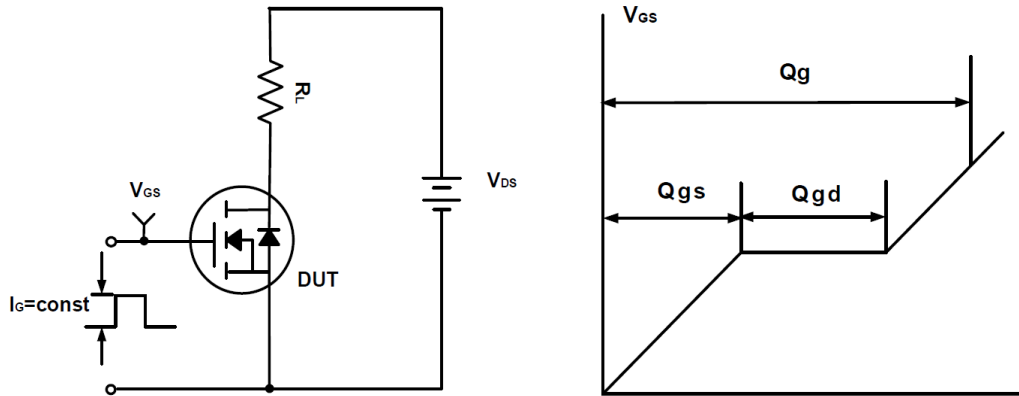 VGS
Qg
RL
VDS
VGS
Qgs
Qgd
DUT
IG=const